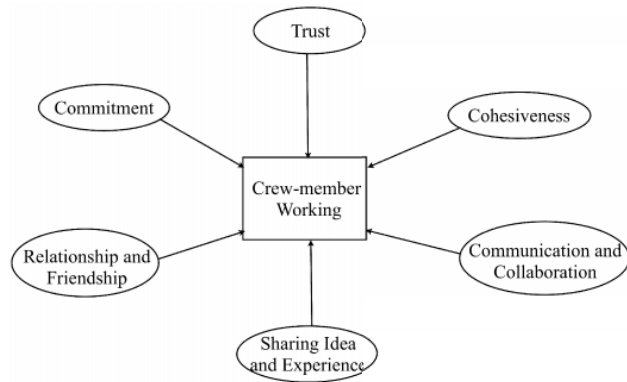 Trust
Commitment
Cohesiveness
Crew-member
Working
Relationship and
Friendship
Communication and
Collaboration
Sharing Idea
and Experience